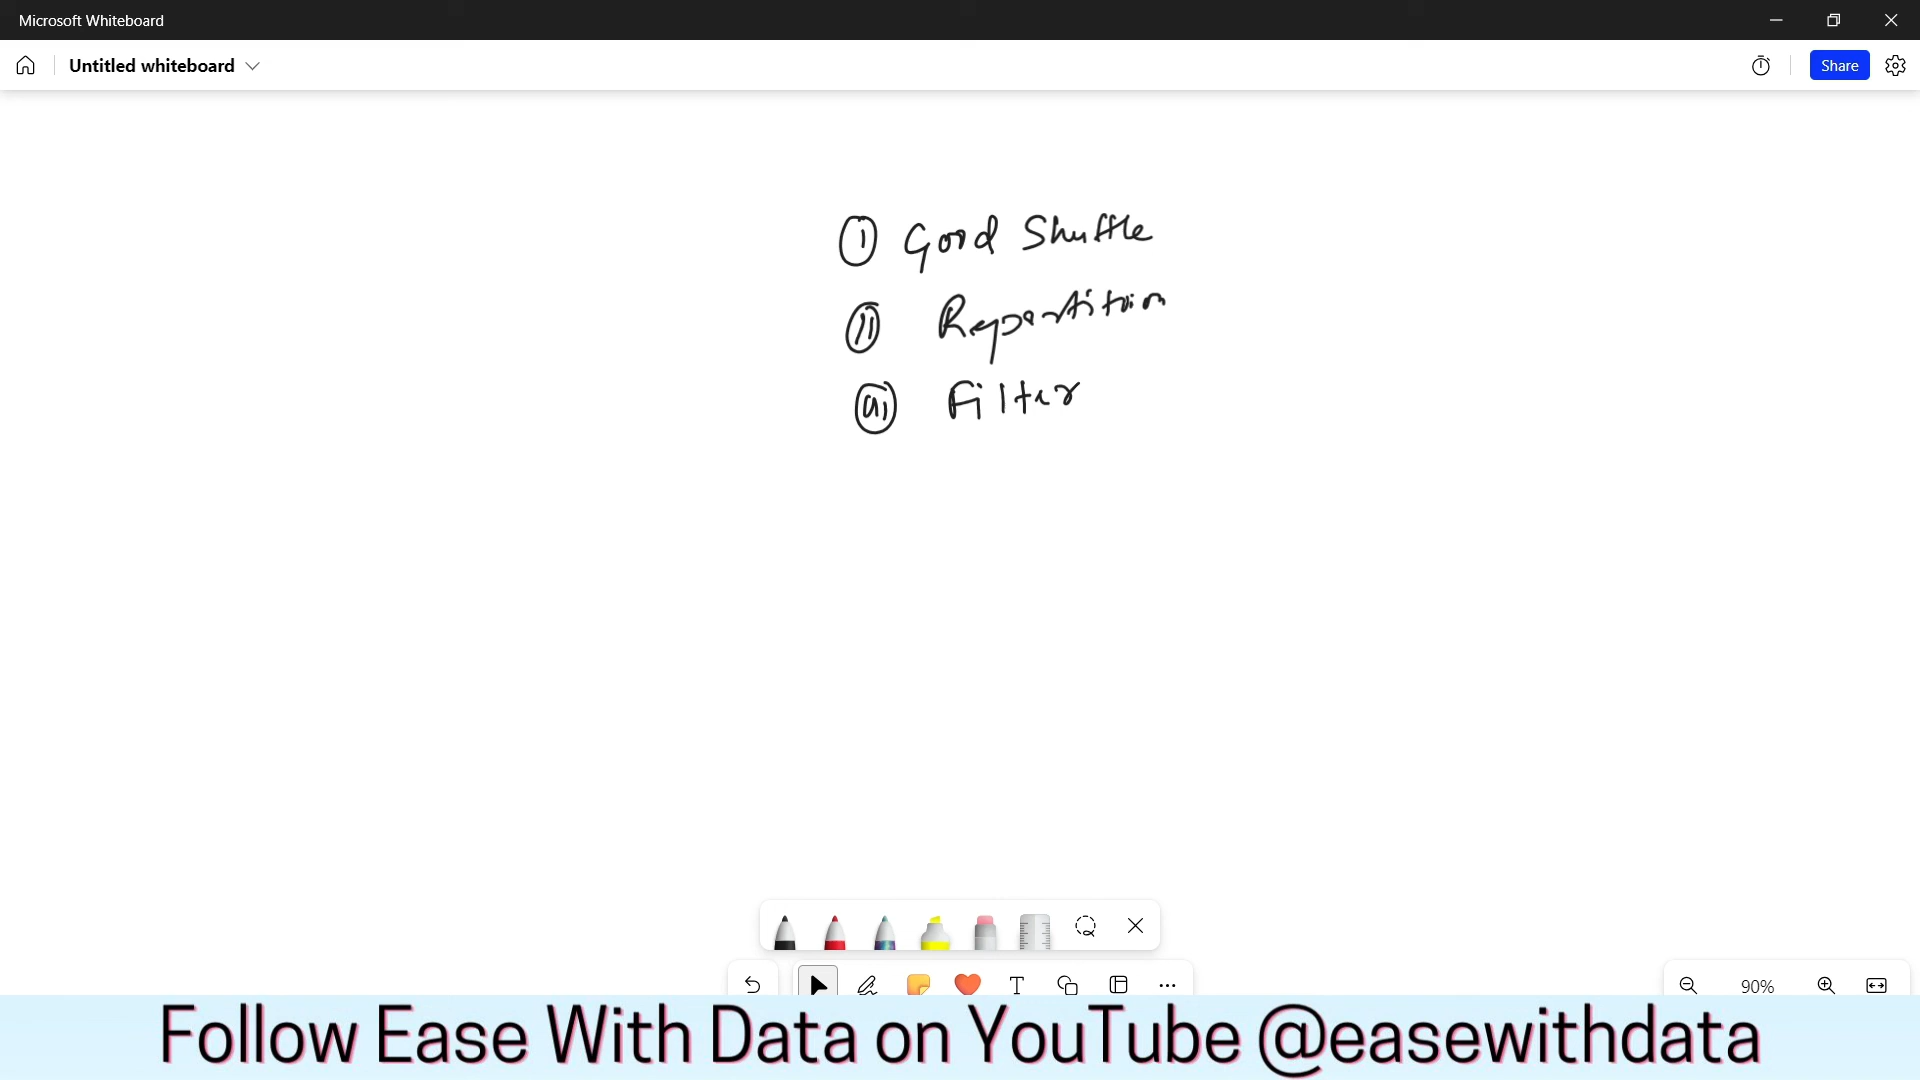 Microsoft Whiteboard
Untitled whiteboard
Share
(i) Good Shuffle
(ii) Repartition
(iii) Filter
90%
Follow Ease With Data on YouTube @easewithdata